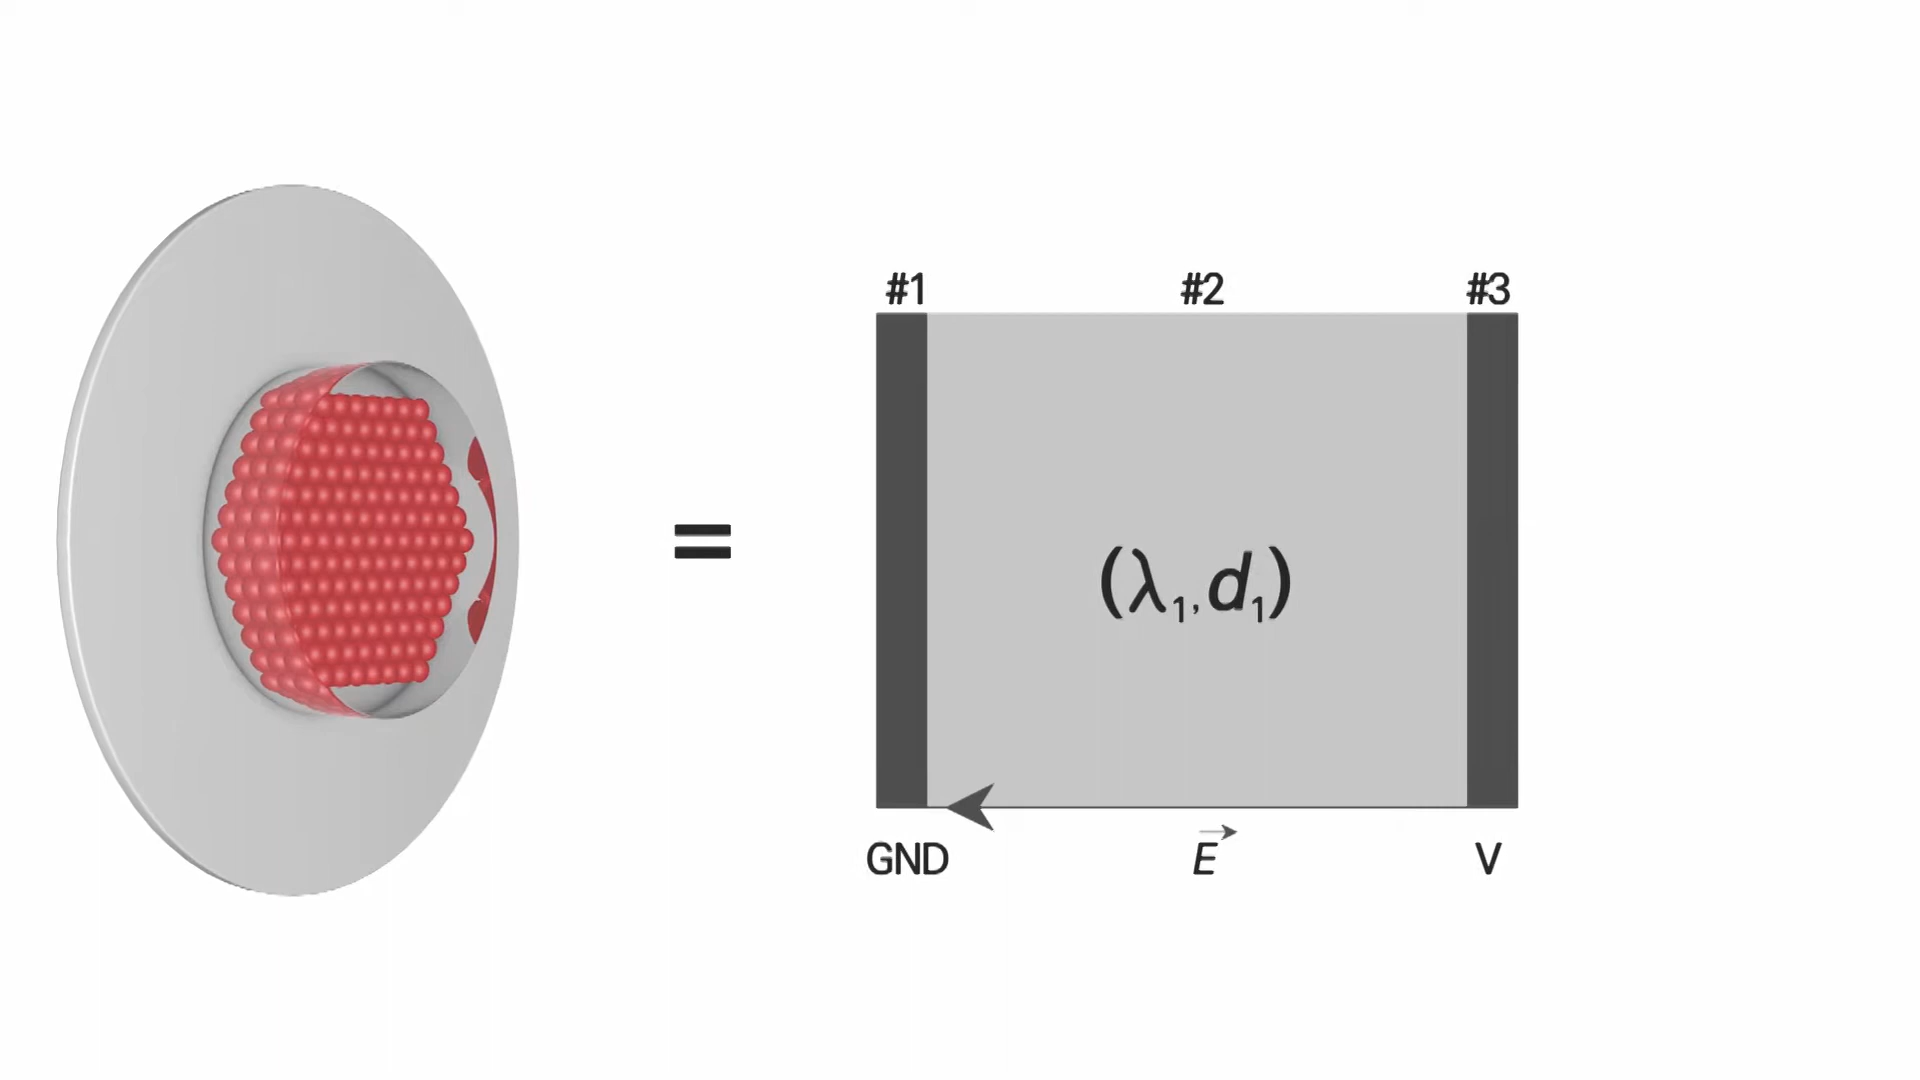 #1 #2 #3
=
(λ₁, d₁)
GND E⃗ V